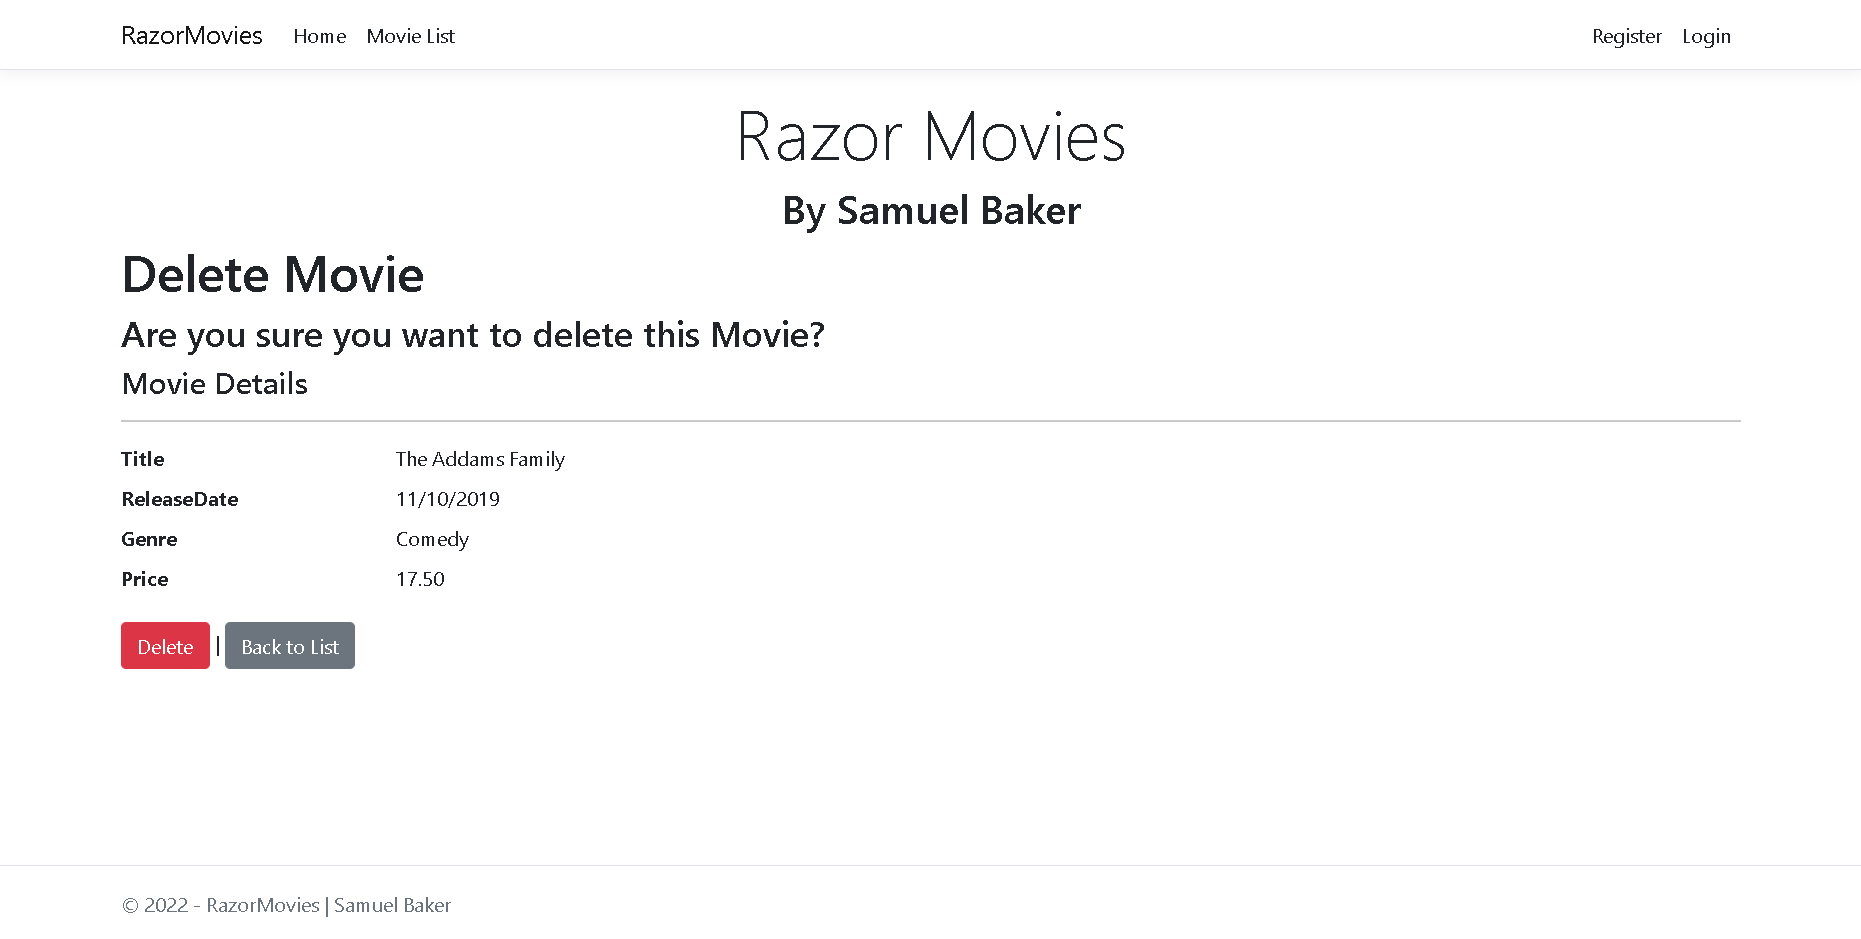 RazorMovies Home Movie List Register Login
Razor Movies
By Samuel Baker
Delete Movie
Are you sure you want to delete this Movie?
Movie Details
Title The Addams Family
ReleaseDate 11/10/2019
Genre Comedy
Price 17.50
Delete | Back to List
© 2022 - RazorMovies | Samuel Baker